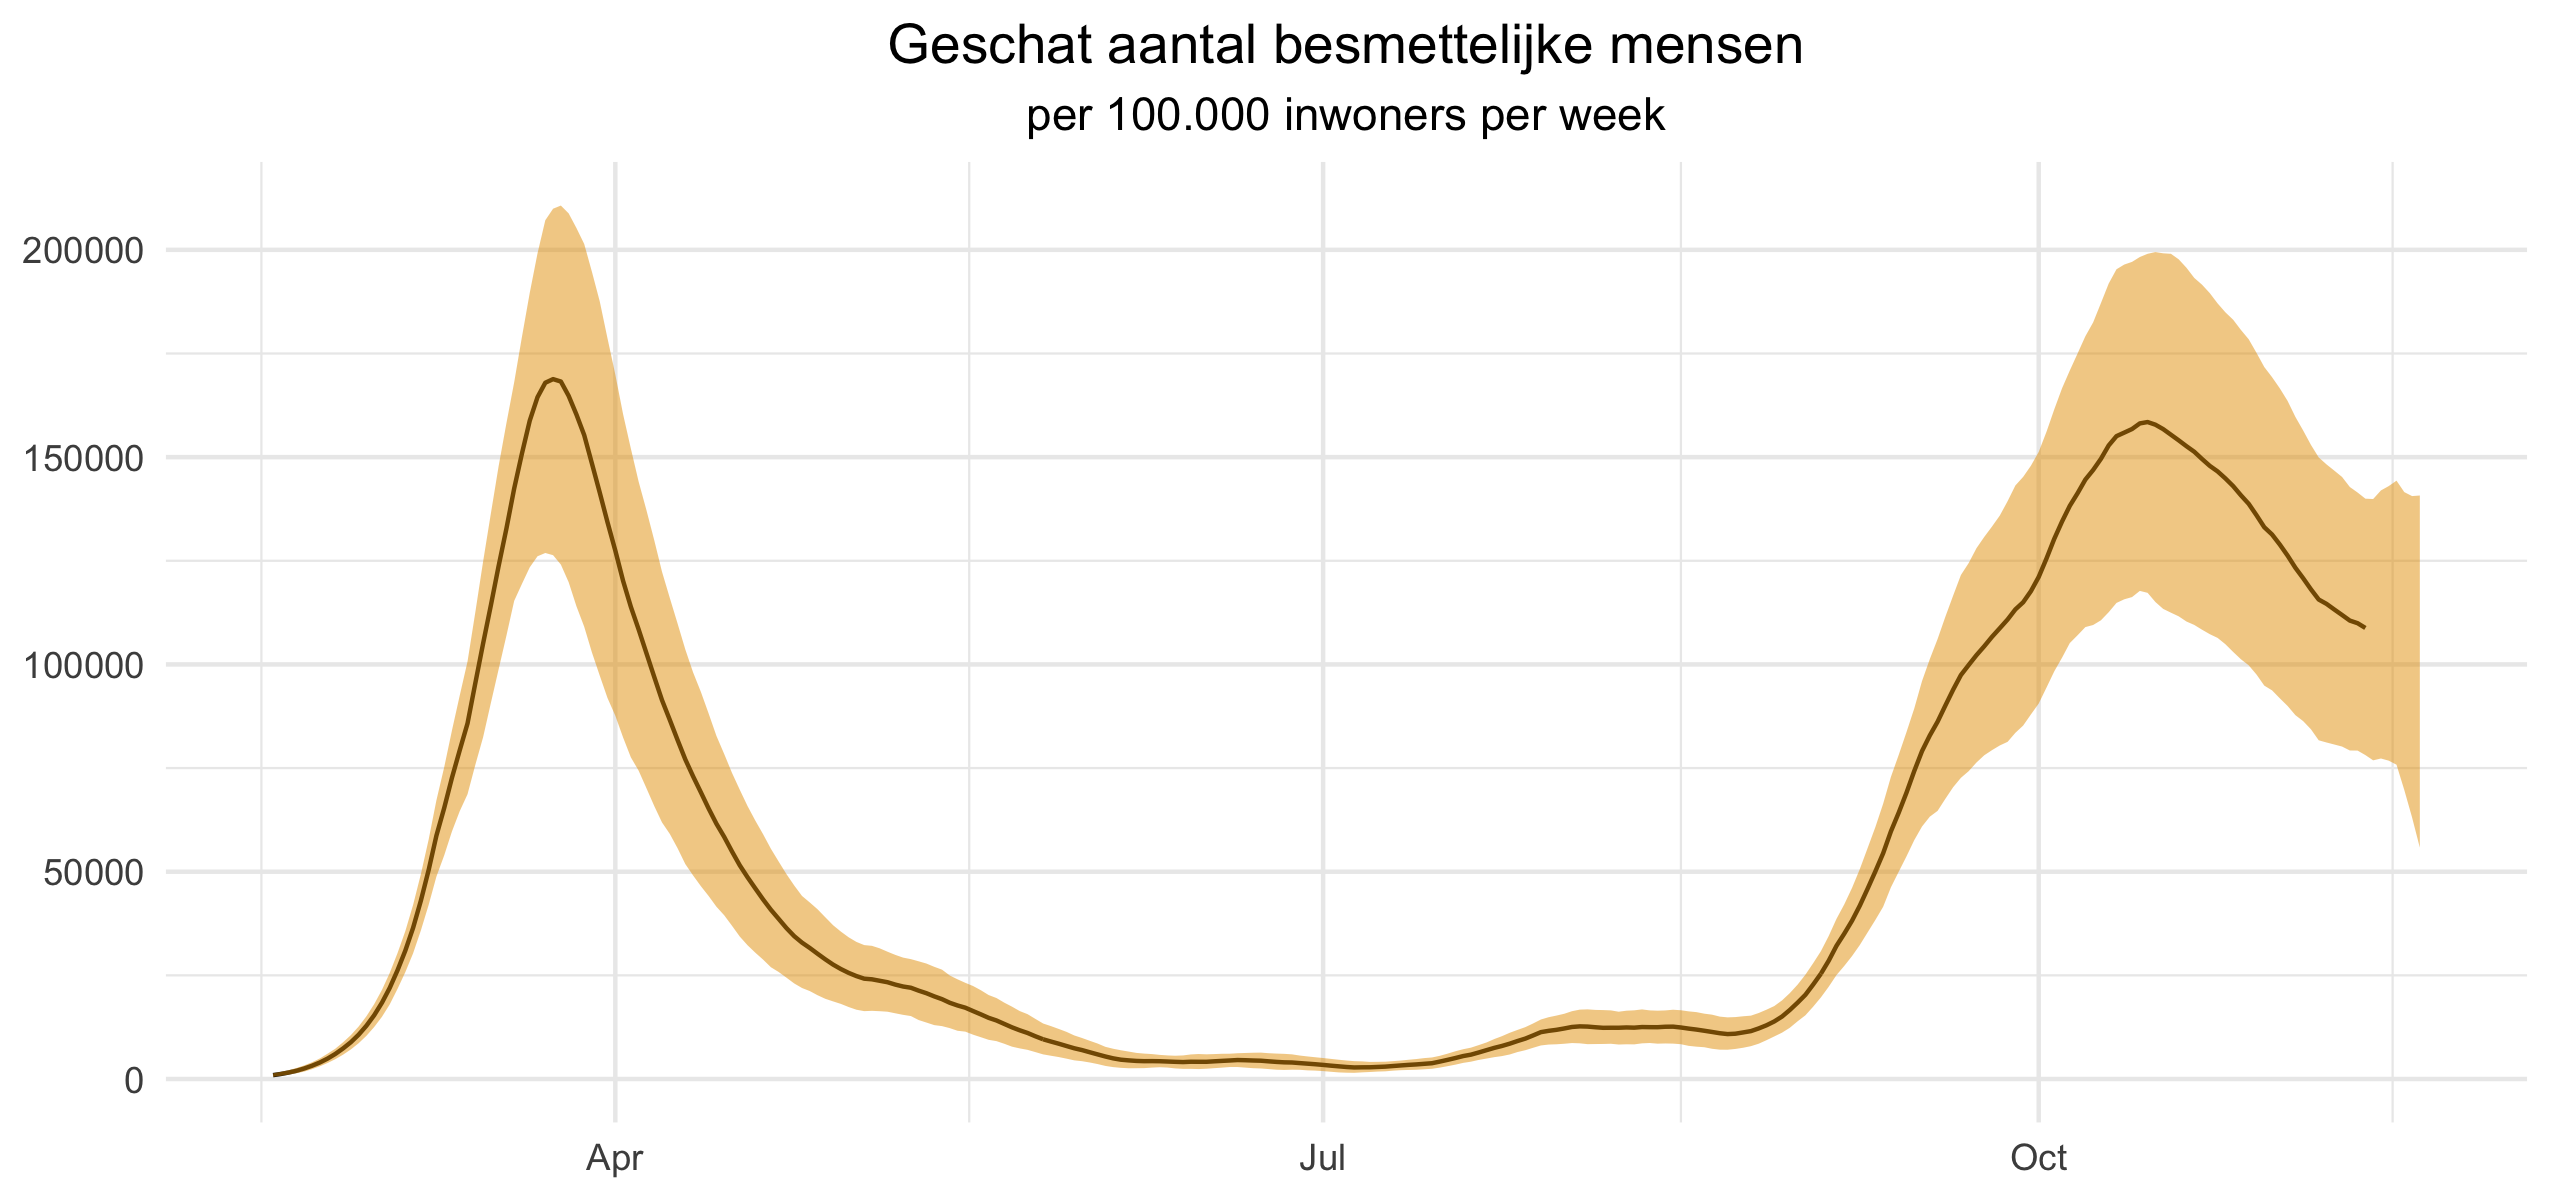 Geschat aantal besmettelijke mensen
per 100.000 inwoners per week
200000
150000
100000
50000
0
Apr Jul Oct